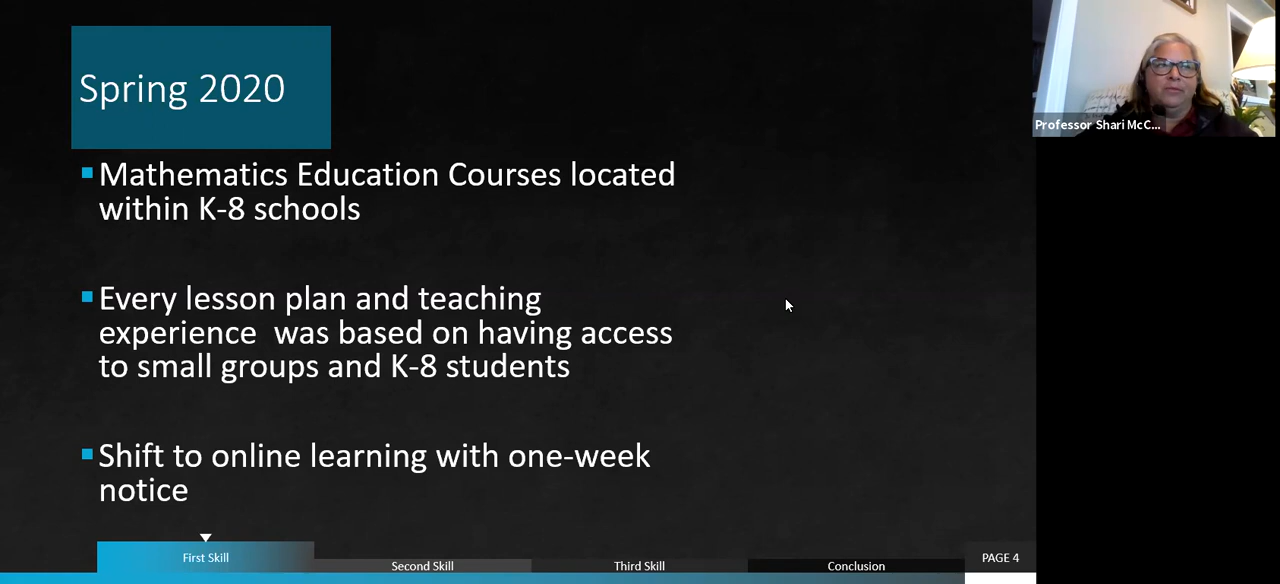 Spring 2020
Professor Shari McC...
Mathematics Education Courses located
within K-8 schools
Every lesson plan and teaching
experience was based on having access
to small groups and K-8 students
Shift to online learning with one-week
notice
First Skill
Second Skill
Third Skill
Conclusion
PAGE 4